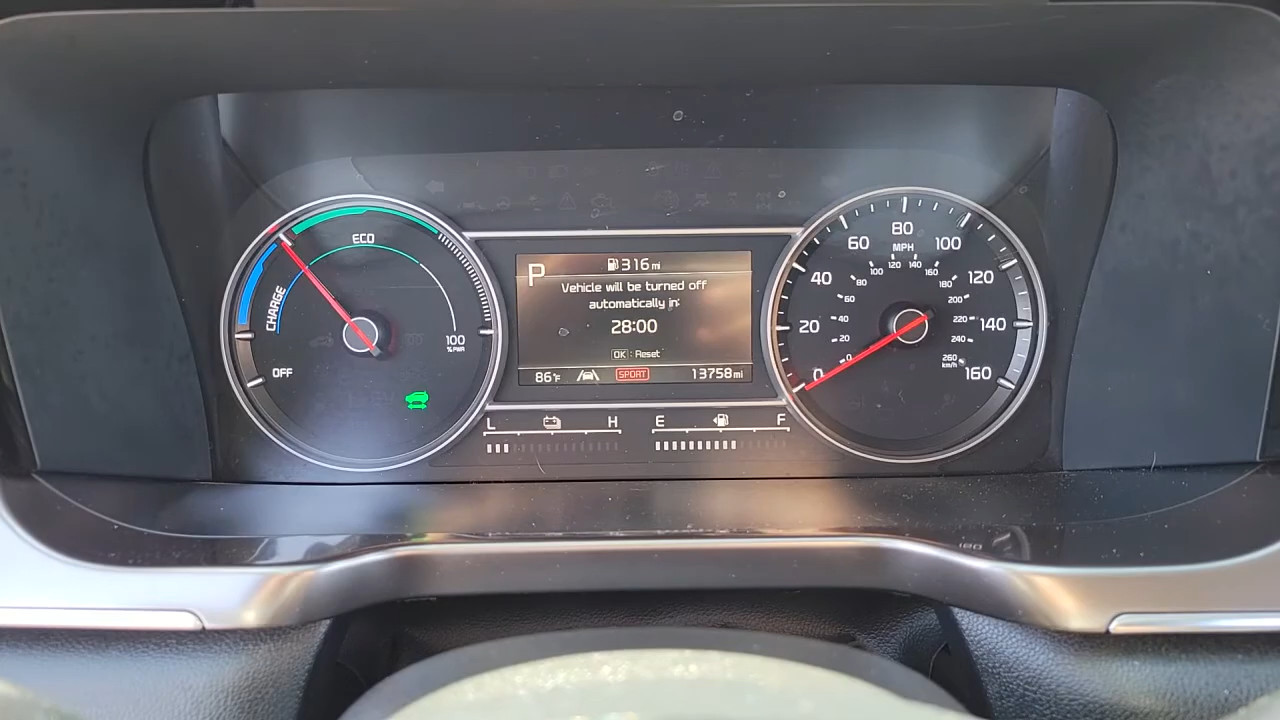 ECO
CHARGE
OFF
100
% PWR
P
316 mi
Vehicle will be turned off
automatically in:
28:00
OK : Reset
86°F
SPORT
13758 mi
L H
E F
MPH
0 20 40 60 80 100 120 140 160
0 20 40 60 80 100 120 140 160 180 200 220 240 260
km/h